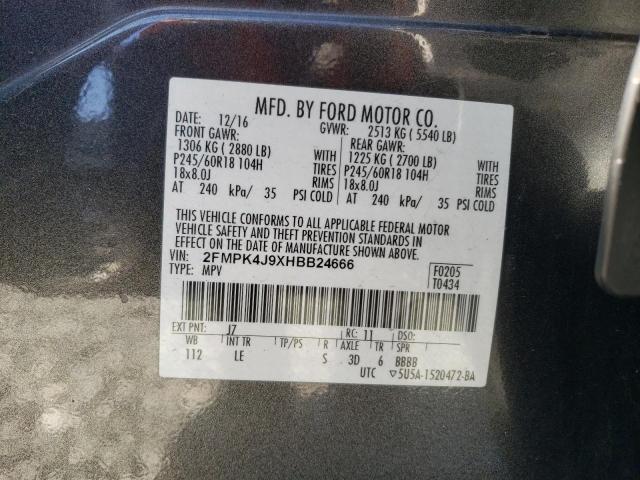 MFD. BY FORD MOTOR CO.
DATE: 12/16 GVWR: 2513 KG ( 5540 LB)
FRONT GAWR: REAR GAWR:
1306 KG ( 2880 LB) WITH 1225 KG ( 2700 LB) WITH
P245/60R18 104H TIRES P245/60R18 104H TIRES
18x8.0J RIMS 18x8.0J RIMS
AT 240 kPa/ 35 PSI COLD AT 240 kPa/ 35 PSI COLD
THIS VEHICLE CONFORMS TO ALL APPLICABLE FEDERAL MOTOR
VEHICLE SAFETY AND THEFT PREVENTION STANDARDS IN
EFFECT ON THE DATE OF MANUFACTURE SHOWN ABOVE.
VIN: 2FMPK4J9XHBB24666 F0205
TYPE: MPV T0434
EXT PNT: J7 RC: 11 DSO:
WB INT TR TP/PS R AXLE TR SPR
112 LE S 3D 6 BBBB
UTC ▽5U5A-1520472-BA